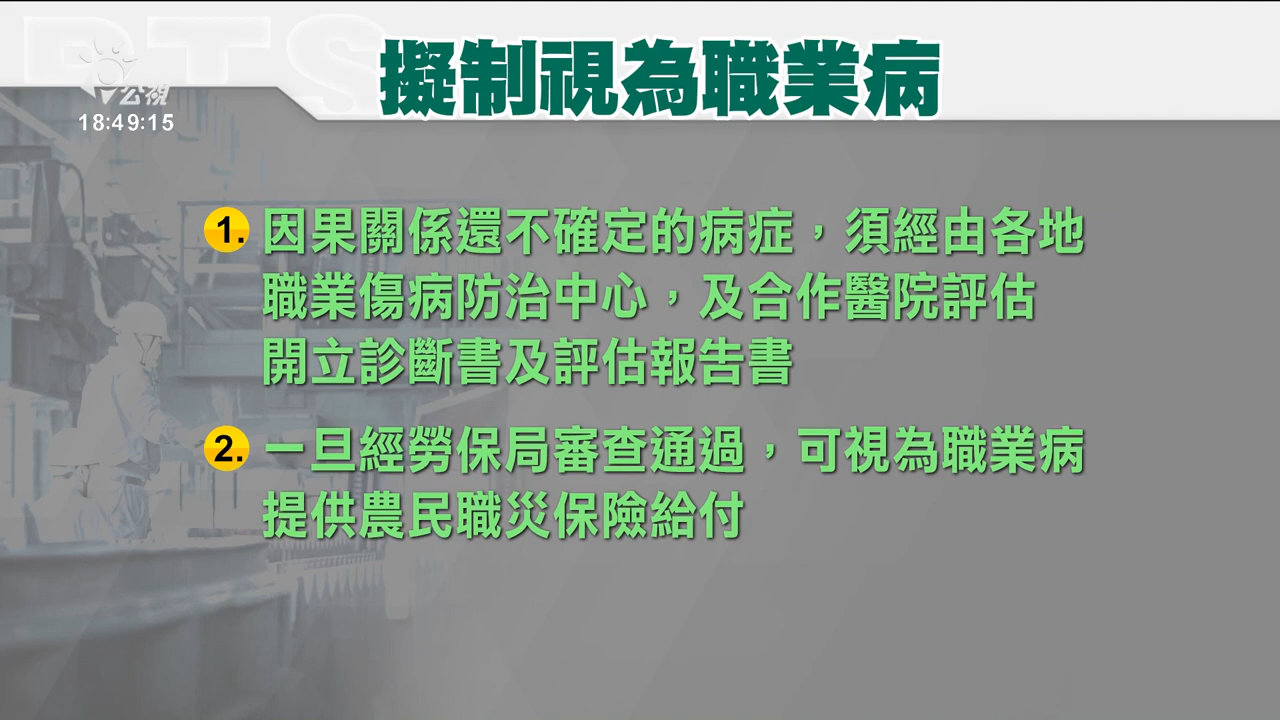 PTS
擬制視為職業病
公視
18:49:15
1. 因果關係還不確定的病症，須經由各地
職業傷病防治中心，及合作醫院評估
開立診斷書及評估報告書
2. 一旦經勞保局審查通過，可視為職業病
提供農民職災保險給付